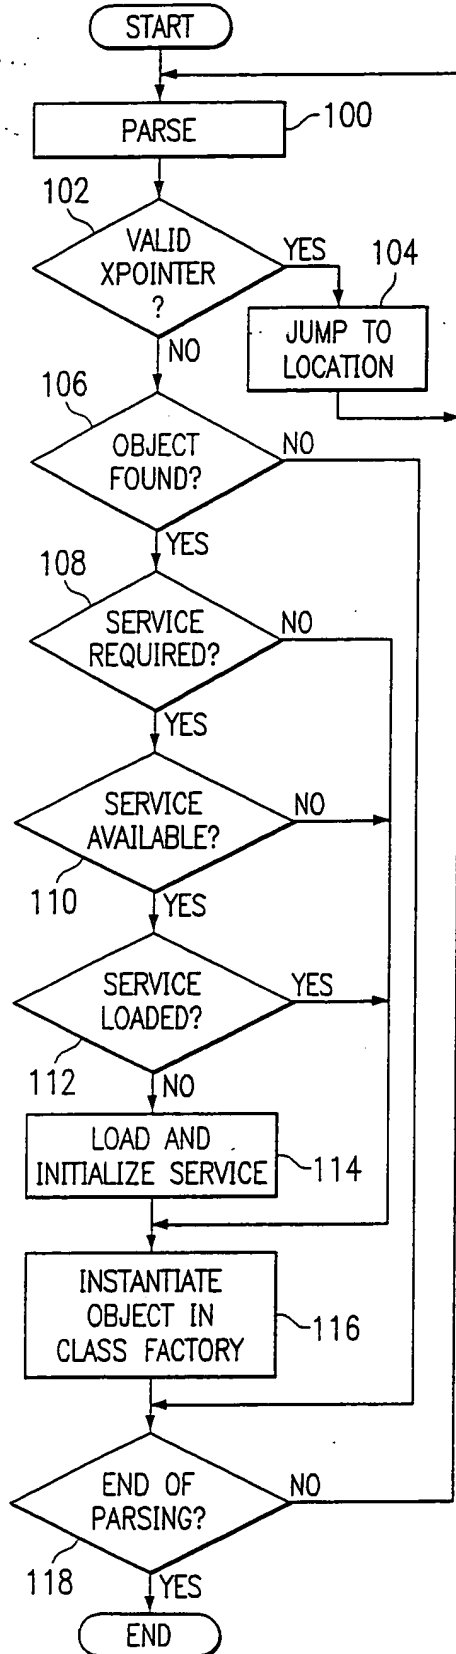 START
PARSE
100
102
VALID
XPOINTER
?
YES
104
JUMP TO
LOCATION
NO
106
OBJECT
FOUND?
NO
YES
108
SERVICE
REQUIRED?
NO
YES
SERVICE
AVAILABLE?
NO
110
YES
SERVICE
LOADED?
YES
112
NO
LOAD AND
INITIALIZE SERVICE
114
INSTANTIATE
OBJECT IN
CLASS FACTORY
116
END OF
PARSING?
NO
118
YES
END